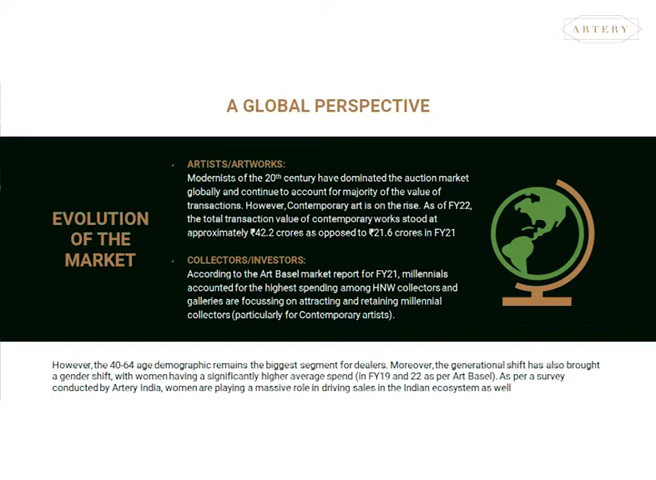 ARTERY
A GLOBAL PERSPECTIVE
EVOLUTION
OF THE
MARKET
• ARTISTS/ARTWORKS:
Modernists of the 20th century have dominated the auction market
globally and continue to account for majority of the value of
transactions. However, Contemporary art is on the rise. As of FY22,
the total transaction value of contemporary works stood at
approximately ₹42.2 crores as opposed to ₹21.6 crores in FY21
• COLLECTORS/INVESTORS:
According to the Art Basel market report for FY21, millennials
accounted for the highest spending among HNW collectors and
galleries are focussing on attracting and retaining millennial
collectors (particularly for Contemporary artists).
However, the 40-64 age demographic remains the biggest segment for dealers. Moreover, the generational shift has also brought
a gender shift, with women having a significantly higher average spend (in FY19 and 22 as per Art Basel). As per a survey
conducted by Artery India, women are playing a massive role in driving sales in the Indian ecosystem as well